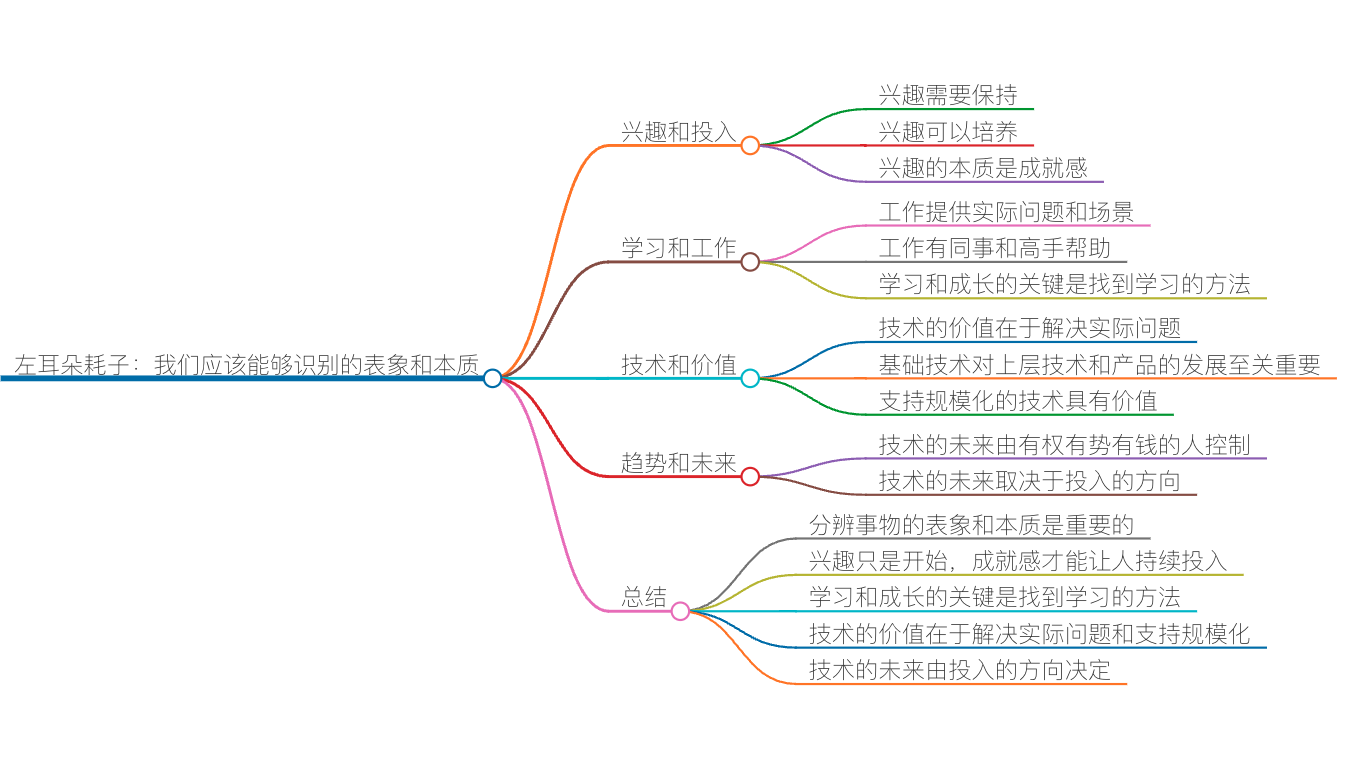 左耳朵耗子：我们应该能够识别的表象和本质
兴趣和投入
兴趣需要保持
兴趣可以培养
兴趣的本质是成就感
学习和工作
工作提供实际问题和场景
工作有同事和高手帮助
学习和成长的关键是找到学习的方法
技术和价值
技术的价值在于解决实际问题
基础技术对上层技术和产品的发展至关重要
支持规模化的技术具有价值
趋势和未来
技术的未来由有权有势有钱的人控制
技术的未来取决于投入的方向
总结
分辨事物的表象和本质是重要的
兴趣只是开始，成就感才能让人持续投入
学习和成长的关键是找到学习的方法
技术的价值在于解决实际问题和支持规模化
技术的未来由投入的方向决定